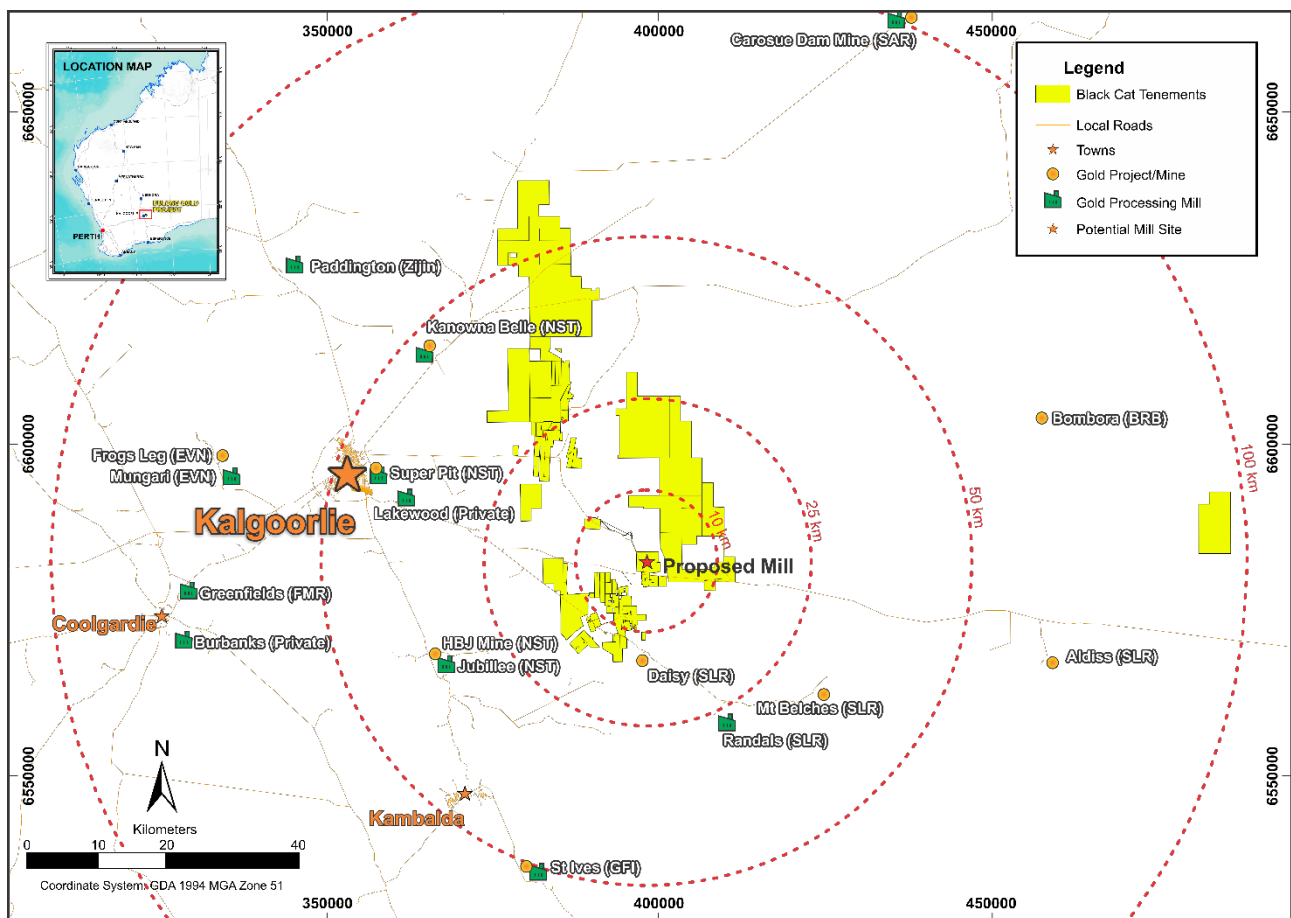 350000
400000
450000
Carosue Dam Mine (SAR)
LOCATION MAP
BULONG GOLD
PROJECT
PERTH
Legend
Black Cat Tenements
Local Roads
Towns
Gold Project/Mine
Gold Processing Mill
Potential Mill Site
6650000
6650000
Paddington (Zijin)
Kanowna Belle (NST)
Bombora (BRB)
6600000
6600000
Frogs Leg (EVN)
Mungari (EVN)
Super Pit (NST)
Lakewood (Private)
Kalgoorlie
100 km
50 km
25 km
10 km
Proposed Mill
Greenfields (FMR)
Coolgardie
Burbanks (Private)
HBJ Mine (NST)
Jubillee (NST)
Daisy (SLR)
Aldiss (SLR)
Mt Belches (SLR)
Randals (SLR)
6550000
6550000
N
Kilometers
0 10 20 40
Coordinate System: GDA 1994 MGA Zone 51
Kambalda
St Ives (GFI)
350000
400000
450000